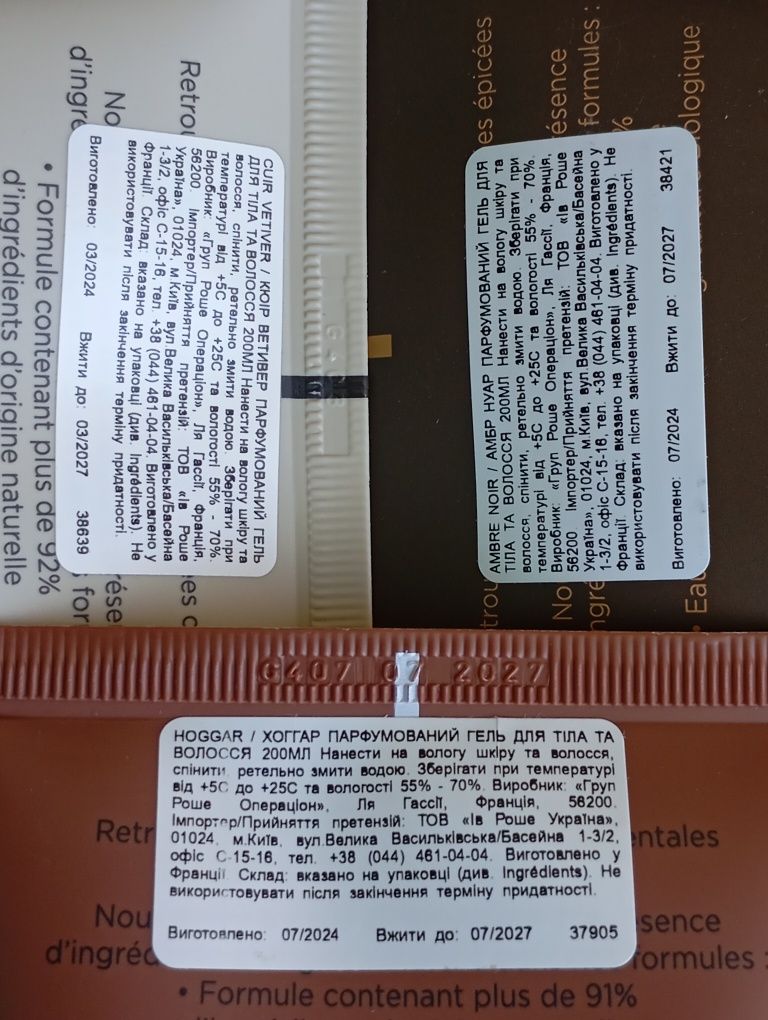 Retrou
No
d'ingré
• Formule contenant plus de 92%
d'ingrédients d'origine naturelle
CUIR VETIVER / КЮІР ВЕТИВЕР ПАРФУМОВАНИЙ ГЕЛЬ
ДЛЯ ТІЛА ТА ВОЛОССЯ 200МЛ Нанести на вологу шкіру та
волосся, спінити, ретельно змити водою. Зберігати при
температурі від +5С до +25С та вологості 55% - 70%.
Виробник: «Груп Роше Операціон», Ля Гассії, Франція,
56200. Імпортер/Прийняття претензій: ТОВ «Ів Роше
Україна», 01024, м.Київ, вул.Велика Васильківська/Басейна
1-3/2, офіс С-15-16, тел. +38 (044) 461-04-04. Виготовлено у
Франції. Склад: вказано на упаковці (див. Ingrédients). Не
використовувати після закінчення терміну придатності.
Виготовлено: 03/2024 Вжити до: 03/2027 38639
es épicées
ésence
formules :
%
ologique
AMBRE NOIR / АМБР НУАР ПАРФУМОВАНИЙ ГЕЛЬ ДЛЯ
ТІЛА ТА ВОЛОССЯ 200МЛ Нанести на вологу шкіру та
волосся, спінити, ретельно змити водою. Зберігати при
температурі від +5С до +25С та вологості 55% - 70%.
Виробник: «Груп Роше Операціон», Ля Гассії, Франція,
56200 Імпортер/Прийняття претензій: ТОВ «Ів Роше
Україна», 01024, м.Київ, вул.Велика Васильківська/Басейна
1-3/2, офіс С-15-16, тел. +38 (044) 461-04-04. Виготовлено у
Франції. Склад: вказано на упаковці (див. Ingrédients). Не
використовувати після закінчення терміну придатності.
Виготовлено: 07/2024 Вжити до: 07/2027 38421
trou
No
ngré
• Eau
G407 07 2027
HOGGAR / ХОГГАР ПАРФУМОВАНИЙ ГЕЛЬ ДЛЯ ТІЛА ТА
ВОЛОССЯ 200МЛ Нанести на вологу шкіру та волосся,
спінити, ретельно змити водою. Зберігати при температурі
від +5С до +25С та вологості 55% - 70%. Виробник: «Груп
Роше Операціон», Ля Гассії, Франція, 56200.
Імпортер/Прийняття претензій: ТОВ «Ів Роше Україна»,
01024, м.Київ, вул.Велика Васильківська/Басейна 1-3/2,
офіс С-15-16, тел. +38 (044) 461-04-04. Виготовлено у
Франції Склад: вказано на упаковці (див. Ingrédients). Не
використовувати після закінчення терміну придатності.
Виготовлено: 07/2024 Вжити до: 07/2027 37905
Retr entales
Nou sence
d'ingréd formules :
• Formule contenant plus de 91%